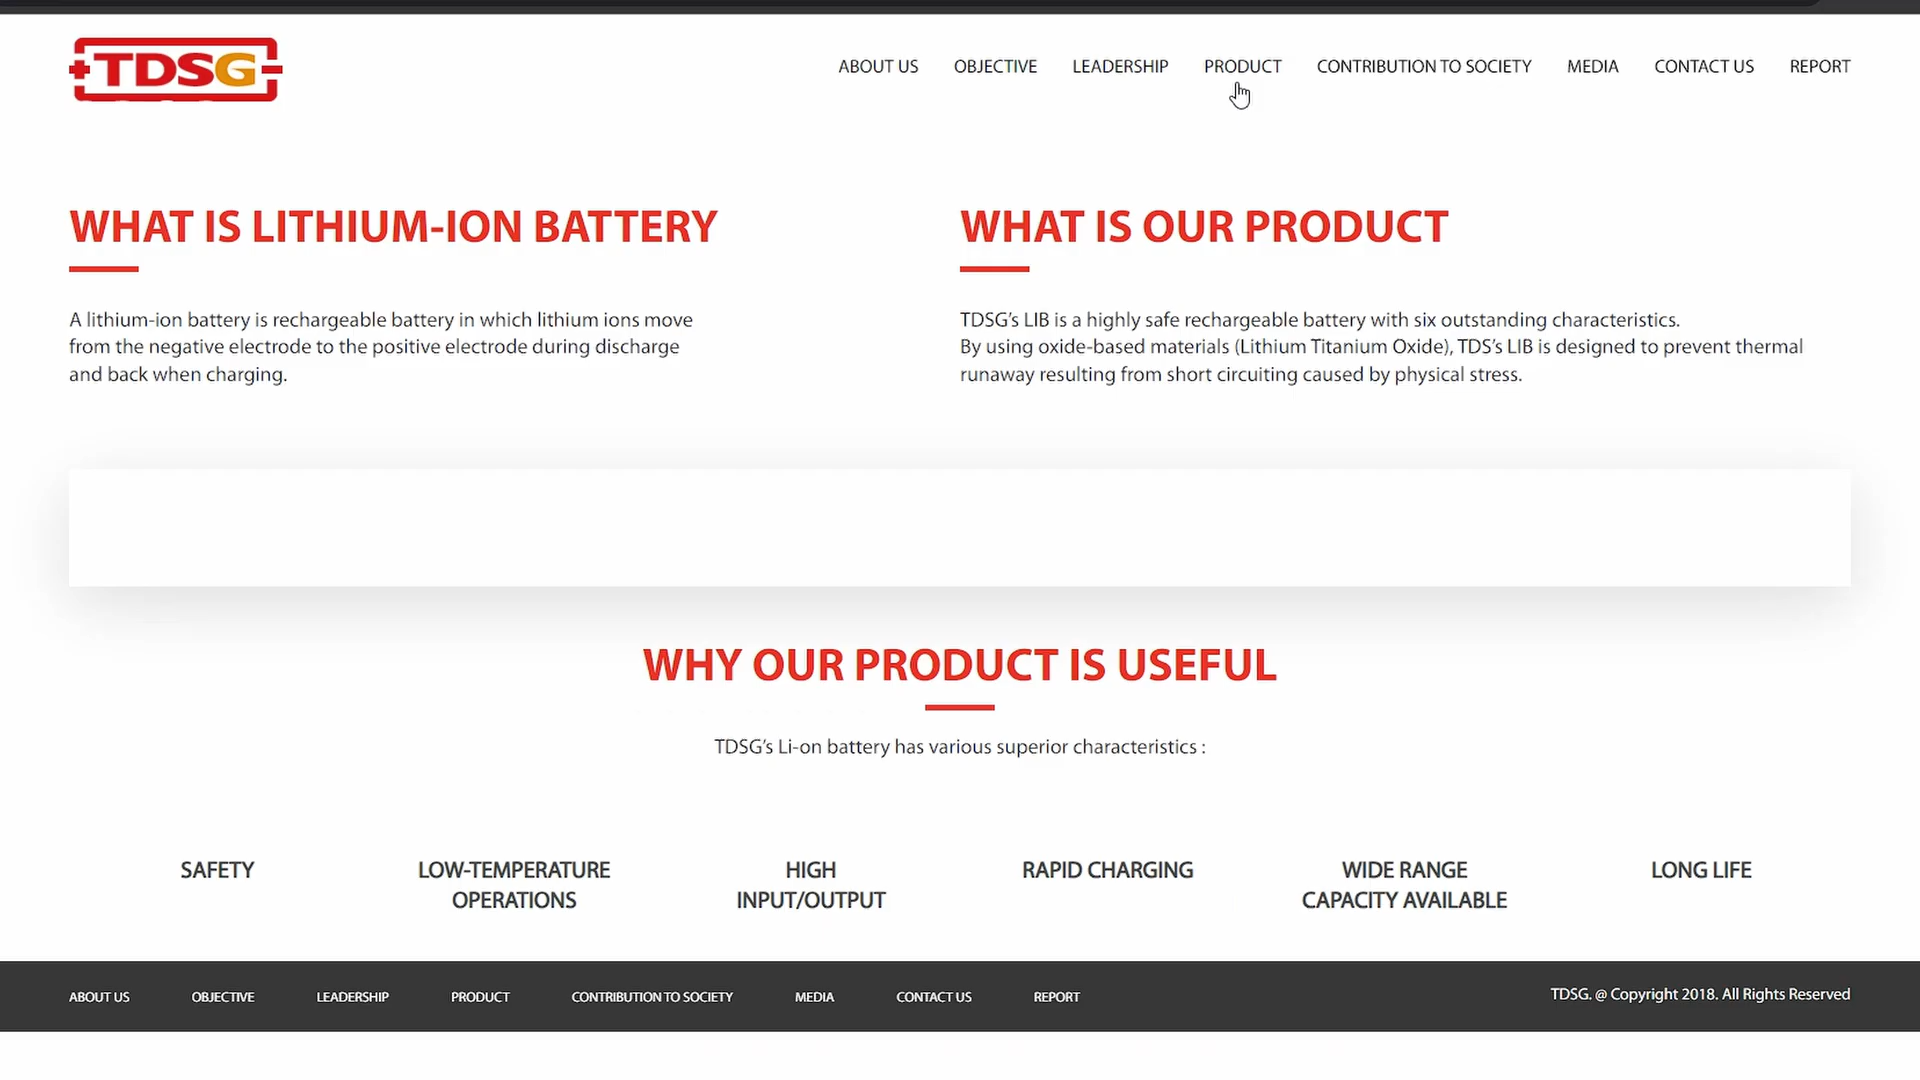 TDSG
ABOUT US OBJECTIVE LEADERSHIP PRODUCT CONTRIBUTION TO SOCIETY MEDIA CONTACT US REPORT
WHAT IS LITHIUM-ION BATTERY
A lithium-ion battery is rechargeable battery in which lithium ions move
from the negative electrode to the positive electrode during discharge
and back when charging.
WHAT IS OUR PRODUCT
TDSG’s LIB is a highly safe rechargeable battery with six outstanding characteristics.
By using oxide-based materials (Lithium Titanium Oxide), TDS’s LIB is designed to prevent thermal
runaway resulting from short circuiting caused by physical stress.
WHY OUR PRODUCT IS USEFUL
TDSG’s Li-on battery has various superior characteristics :
SAFETY
LOW-TEMPERATURE
OPERATIONS
HIGH
INPUT/OUTPUT
RAPID CHARGING
WIDE RANGE
CAPACITY AVAILABLE
LONG LIFE
ABOUT US OBJECTIVE LEADERSHIP PRODUCT CONTRIBUTION TO SOCIETY MEDIA CONTACT US REPORT
TDSG. @ Copyright 2018. All Rights Reserved